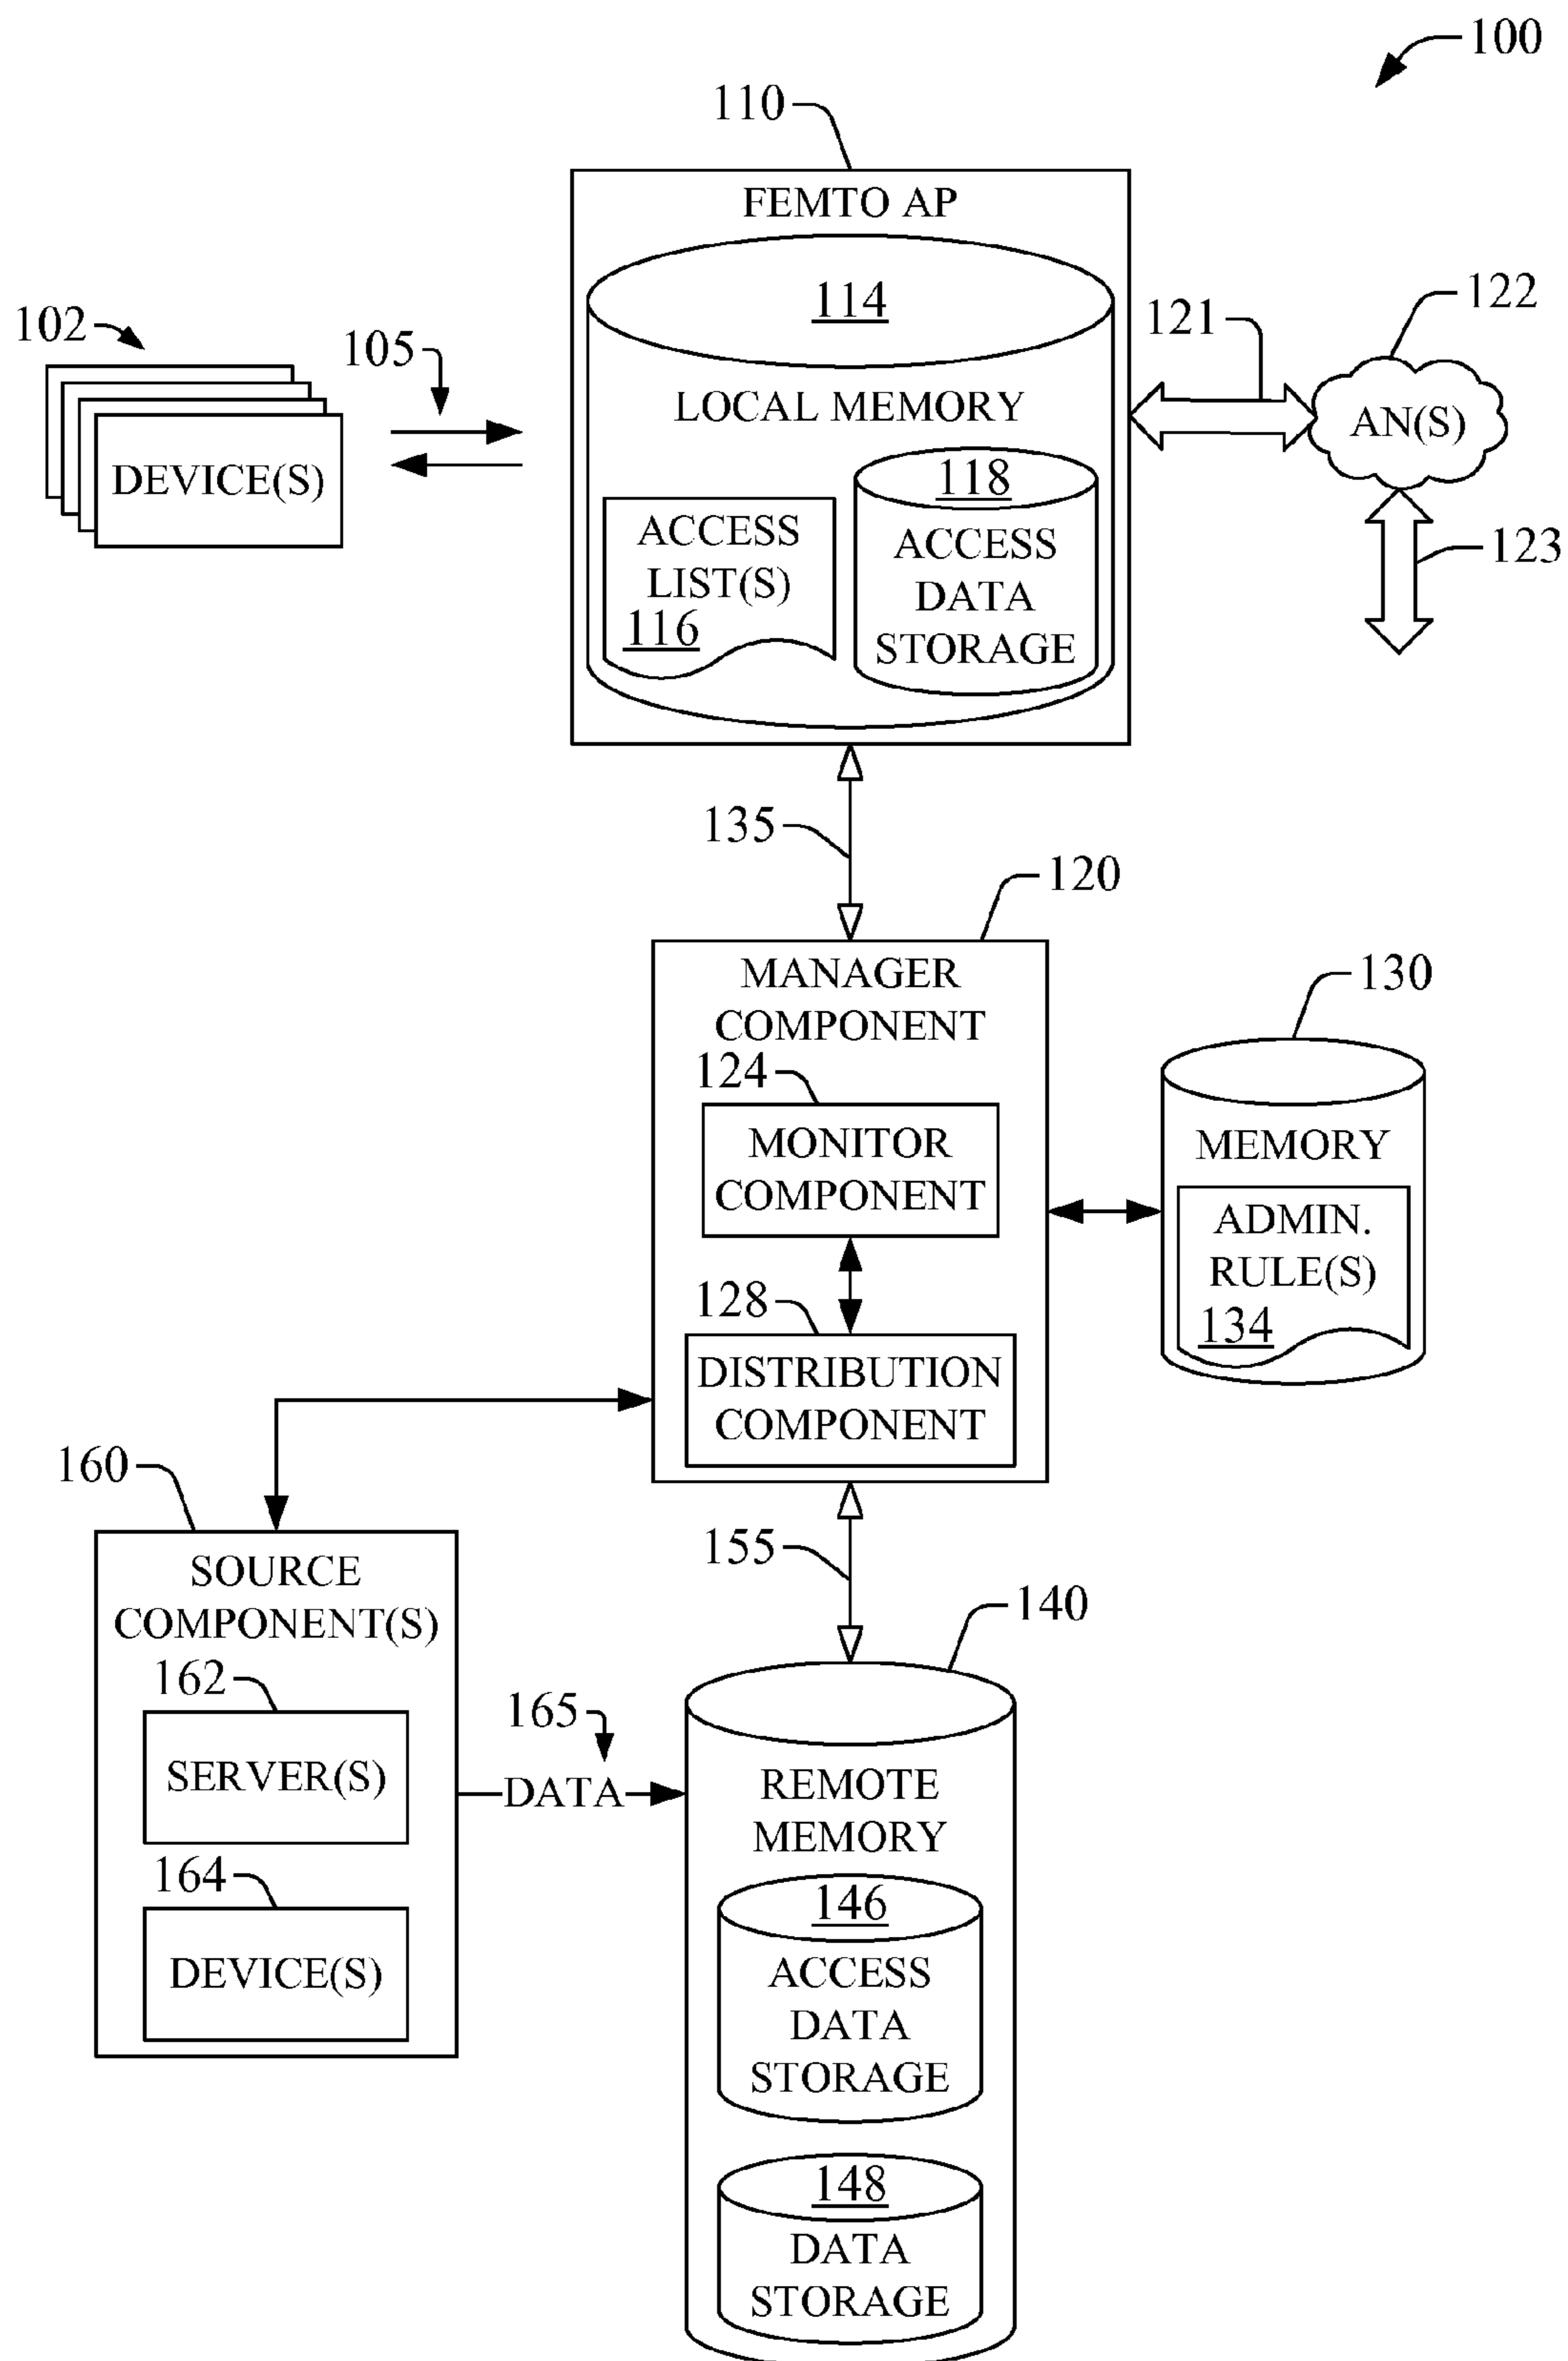 100
110
FEMTO AP
114
LOCAL MEMORY
118
ACCESS
DATA
STORAGE
ACCESS
LIST(S)
116
102
105
DEVICE(S)
121
122
AN(S)
123
135
120
MANAGER
COMPONENT
124
MONITOR
COMPONENT
128
DISTRIBUTION
COMPONENT
130
MEMORY
ADMIN.
RULE(S)
134
160
SOURCE
COMPONENT(S)
162
SERVER(S)
164
DEVICE(S)
155
140
165
DATA
REMOTE
MEMORY
146
ACCESS
DATA
STORAGE
148
DATA
STORAGE